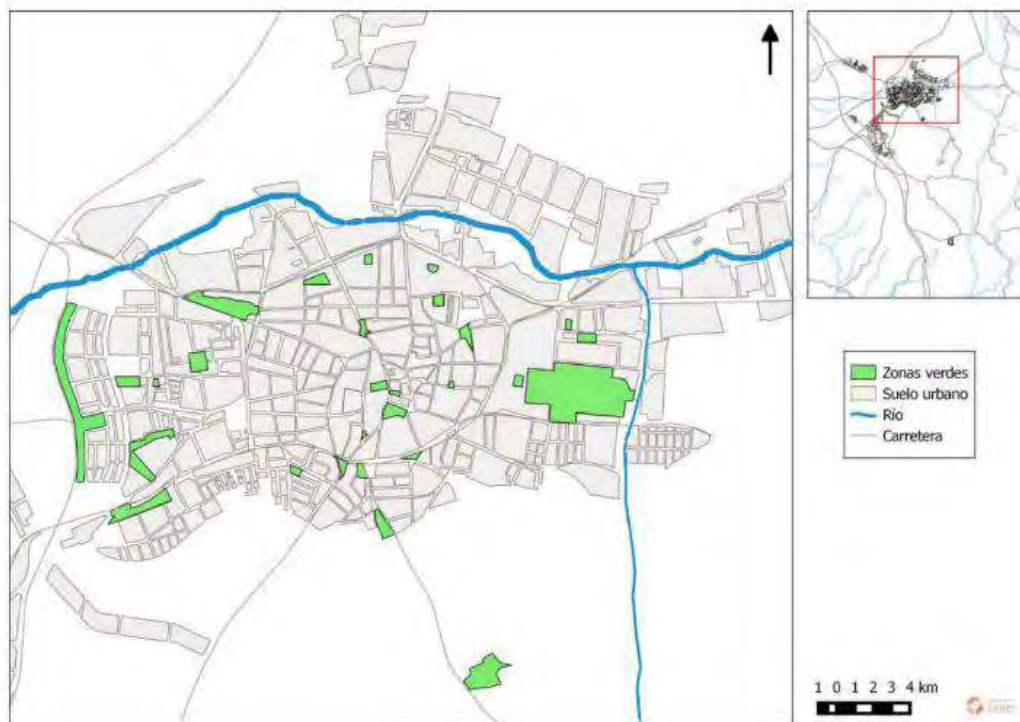 Zonas verdes
Suelo urbano
Río
Carretera
1 0 1 2 3 4 km